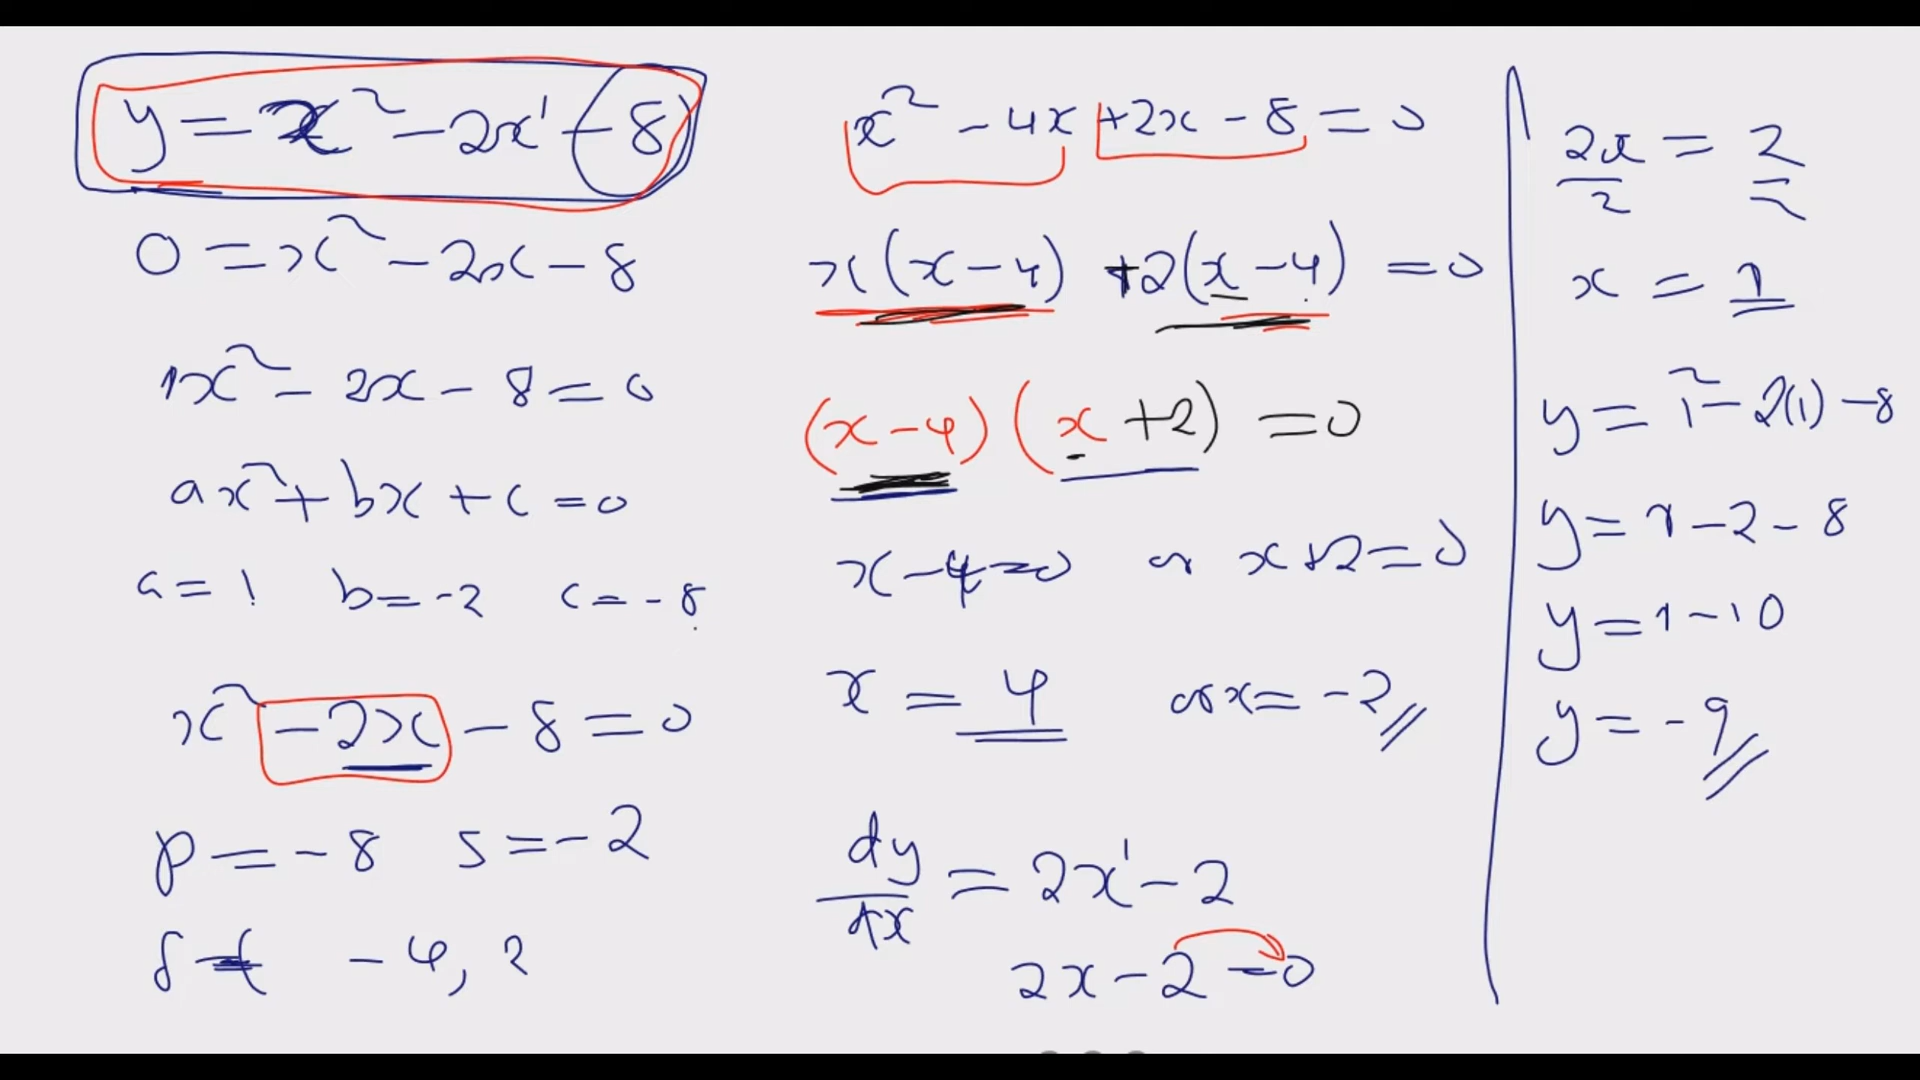 y = x² - 2x¹ - 8
0 = x² - 2x - 8
1x² - 2x - 8 = 0
ax² + bx + c = 0
a = 1 b = -2 c = -8
x² - 2x - 8 = 0
p = -8 s = -2
f = -4, 2
x² - 4x + 2x - 8 = 0
x(x - 4) + 2(x - 4) = 0
(x - 4)(x + 2) = 0
x - 4 = 0 or x + 2 = 0
x = 4 or x = -2
dy/dx = 2x¹ - 2
2x - 2 = 0
2x/2 = 2/2
x = 1
y = 1² - 2(1) - 8
y = 1 - 2 - 8
y = 1 - 10
y = -9